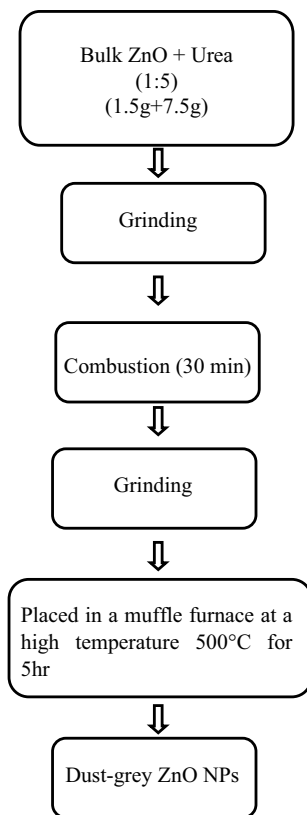 Bulk ZnO + Urea
(1:5)
(1.5g+7.5g)
Grinding
Combustion (30 min)
Grinding
Placed in a muffle furnace at a
high temperature 500°C for
5hr
Dust-grey ZnO NPs